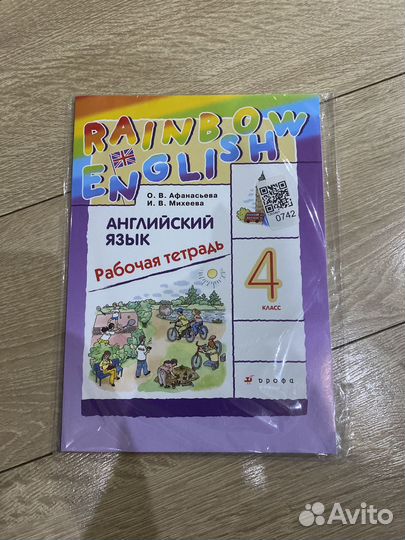 RAINBOW
ENGLISH
О. В. Афанасьева
И. В. Михеева
0742
АНГЛИЙСКИЙ
ЯЗЫК
Рабочая тетрадь
4
КЛАСС
дрофа
Avito